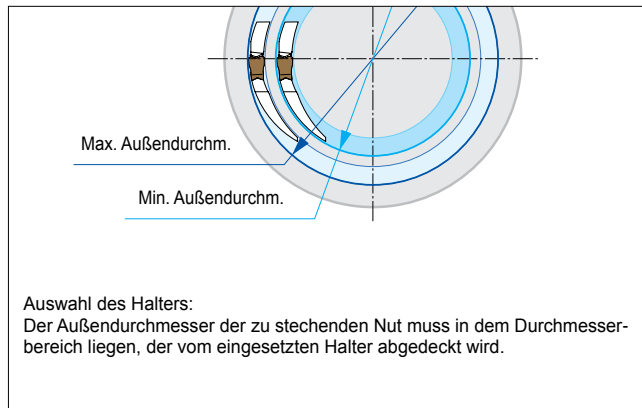 Max. Außendurchm.
Min. Außendurchm.
Auswahl des Halters:
Der Außendurchmesser der zu stechenden Nut muss in dem Durchmesser-
bereich liegen, der vom eingesetzten Halter abgedeckt wird.